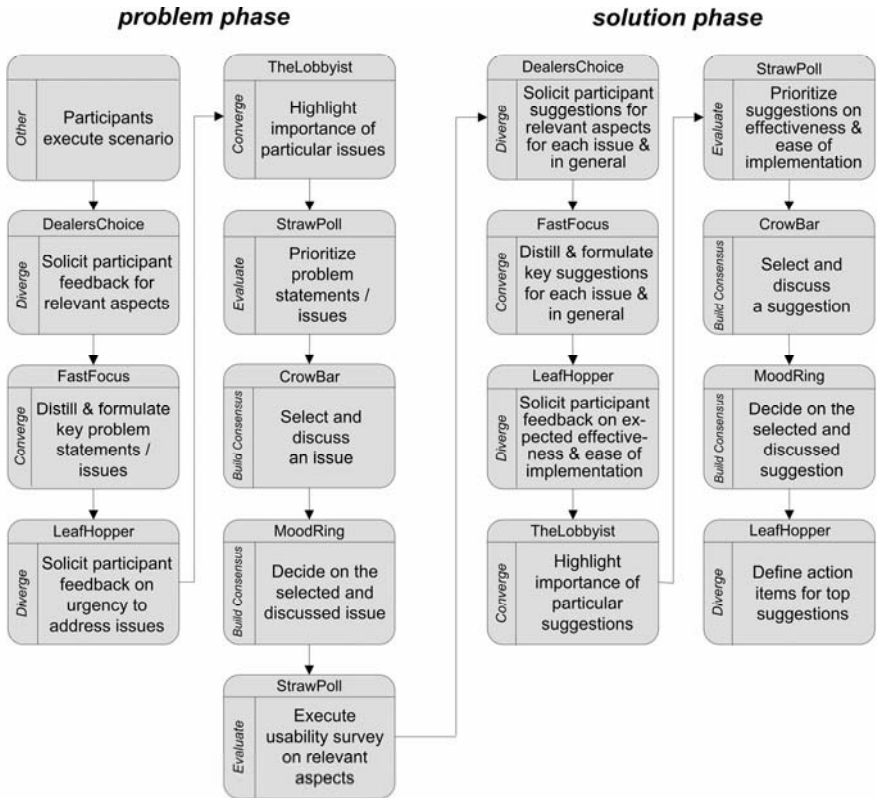 problem phase
Other
Participants
execute scenario
DealersChoice
Diverge
Solicit participant
feedback for
relevant aspects
FastFocus
Converge
Distill & formulate
key problem
statements /
issues
LeafHopper
Diverge
Solicit participant
feedback on
urgency to
address issues
TheLobbyist
Converge
Highlight
importance of
particular issues
StrawPoll
Evaluate
Prioritize
problem
statements /
issues
CrowBar
Build Consensus
Select and
discuss
an issue
MoodRing
Build Consensus
Decide on the
selected and
discussed issue
StrawPoll
Evaluate
Execute
usability survey
on relevant
aspects
solution phase
DealersChoice
Diverge
Solicit participant
suggestions for
relevant aspects
for each issue &
in general
FastFocus
Converge
Distill & formulate
key suggestions
for each issue &
in general
LeafHopper
Diverge
Solicit participant
feedback on ex-
pected effective-
ness & ease of
implementation
TheLobbyist
Converge
Highlight
importance of
particular
suggestions
StrawPoll
Evaluate
Prioritize
suggestions on
effectiveness &
ease of
implementation
CrowBar
Build Consensus
Select and
discuss
a suggestion
MoodRing
Build Consensus
Decide on the
selected and
discussed
suggestion
LeafHopper
Diverge
Define action
items for top
suggestions